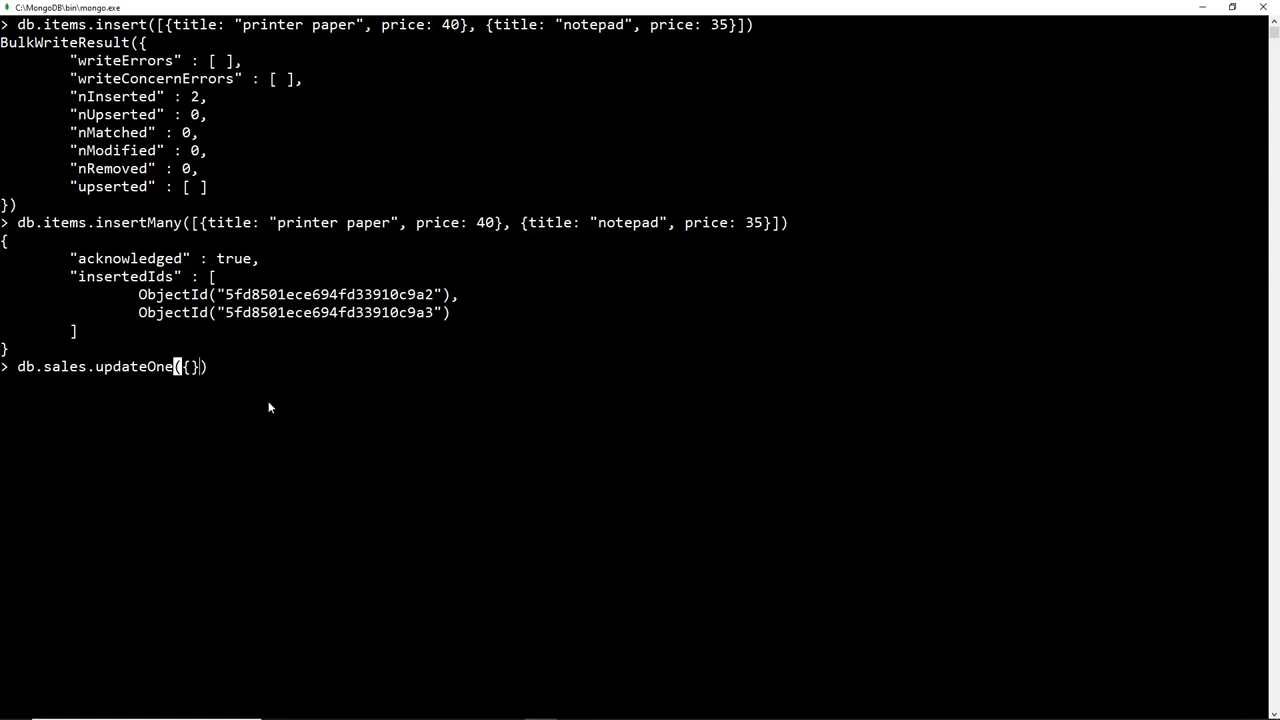 C:\MongoDB\bin\mongo.exe
> db.items.insert([{title: "printer paper", price: 40}, {title: "notepad", price: 35}])
BulkWriteResult({
"writeErrors" : [ ],
"writeConcernErrors" : [ ],
"nInserted" : 2,
"nUpserted" : 0,
"nMatched" : 0,
"nModified" : 0,
"nRemoved" : 0,
"upserted" : [ ]
})
> db.items.insertMany([{title: "printer paper", price: 40}, {title: "notepad", price: 35}])
{
"acknowledged" : true,
"insertedIds" : [
ObjectId("5fd8501ece694fd33910c9a2"),
ObjectId("5fd8501ece694fd33910c9a3")
]
}
> db.sales.updateOne({})